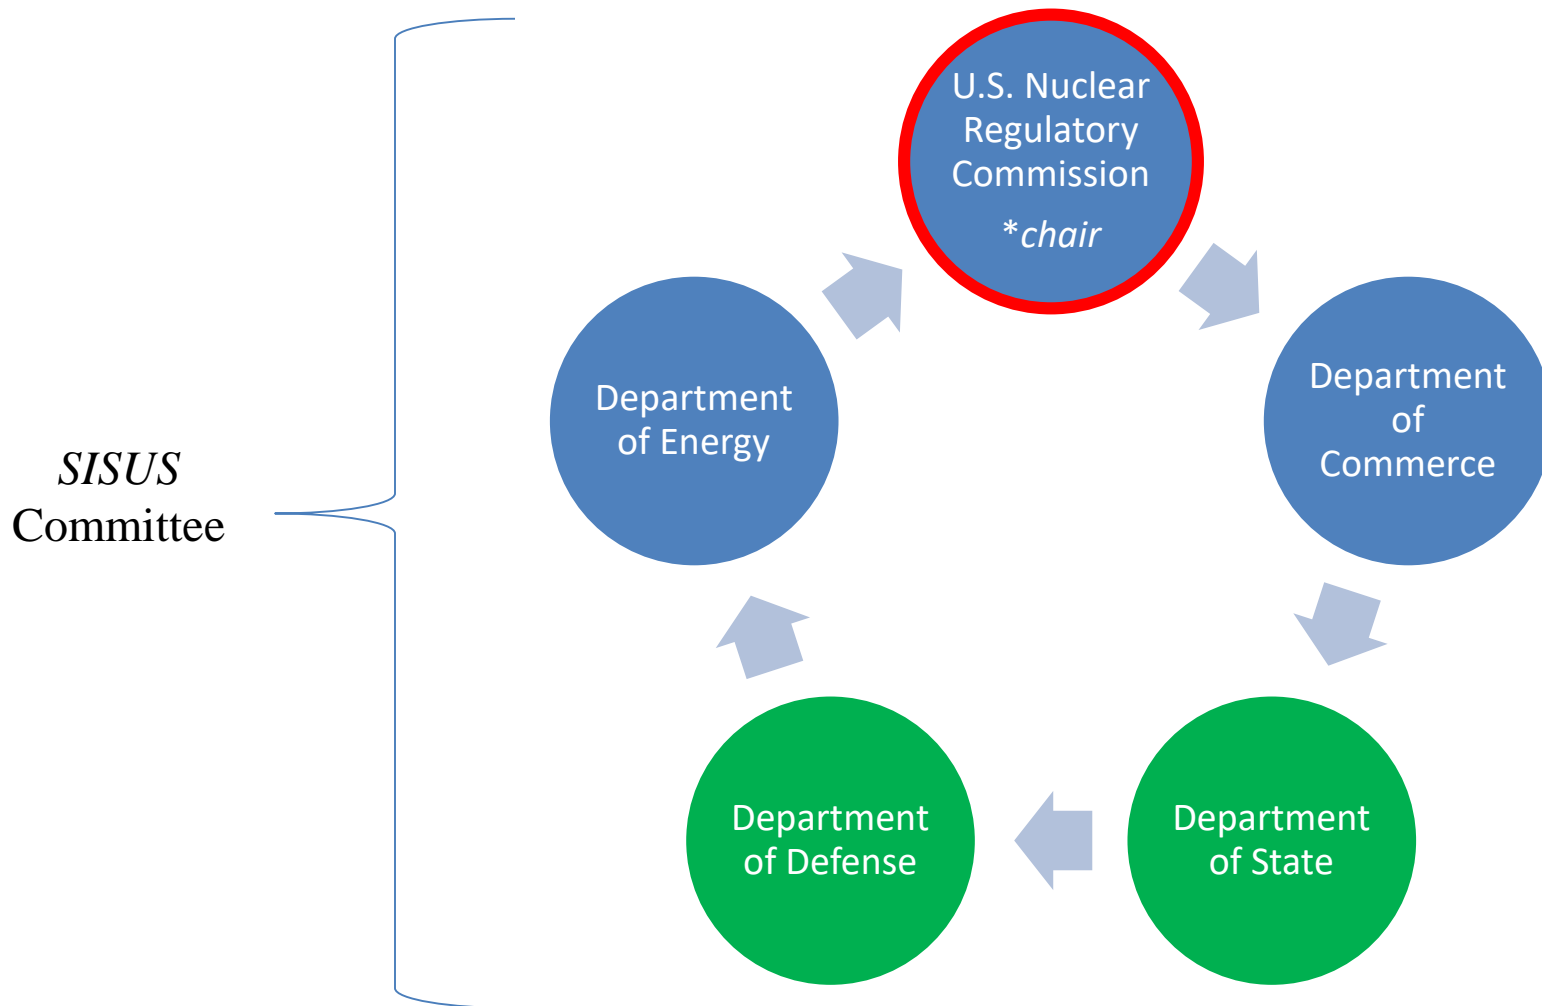 SISUS
Committee
U.S. Nuclear
Regulatory
Commission
*chair
Department
of
Commerce
Department
of State
Department
of Defense
Department
of Energy